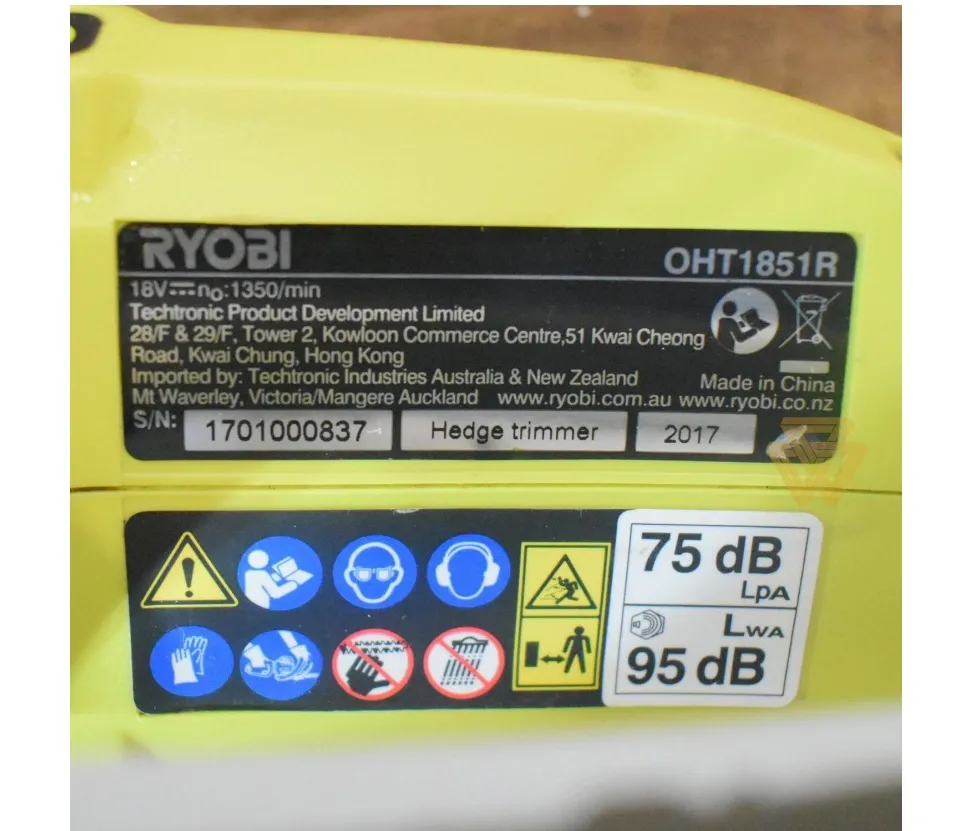 RYOBI OHT1851R
18V⎓n₀:1350/min
Techtronic Product Development Limited
28/F & 29/F, Tower 2, Kowloon Commerce Centre,51 Kwai Cheong
Road, Kwai Chung, Hong Kong
Imported by: Techtronic Industries Australia & New Zealand Made in China
Mt Waverley, Victoria/Mangere Auckland www.ryobi.com.au www.ryobi.co.nz
S/N: 1701000837 Hedge trimmer 2017
75 dB
LpA
LWA
95 dB